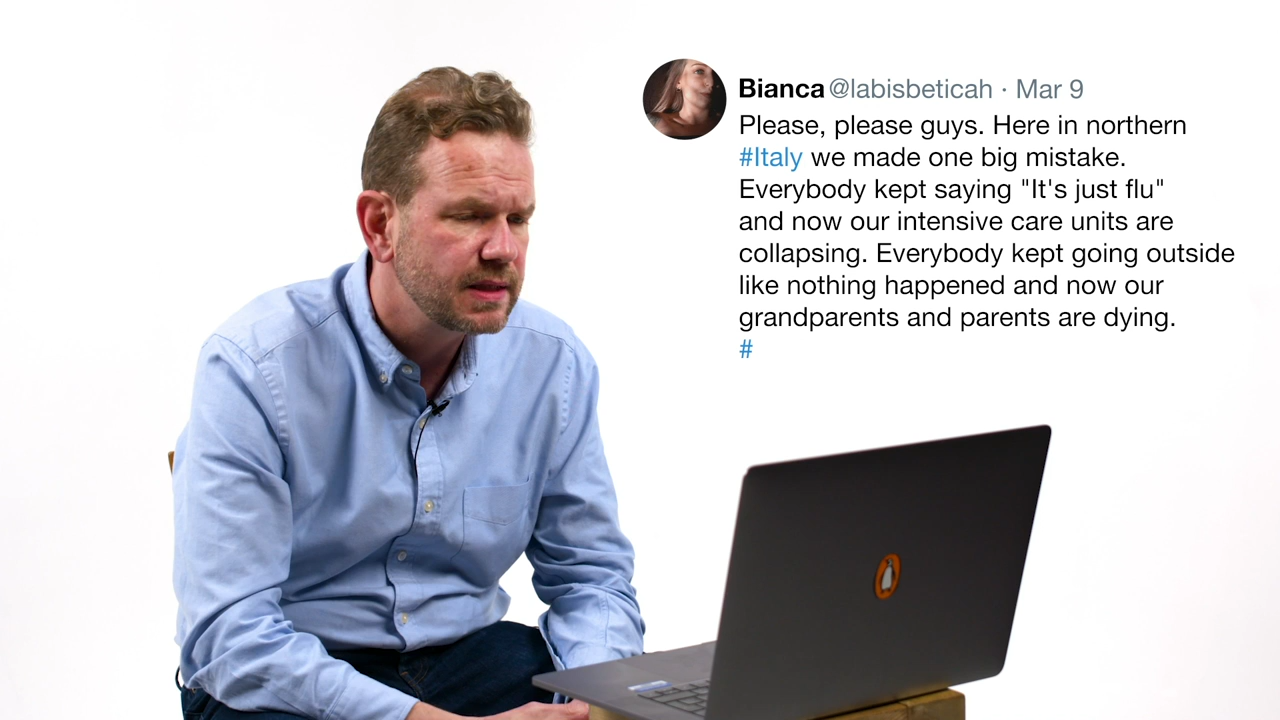 Bianca @labisbeticah · Mar 9
Please, please guys. Here in northern
#Italy we made one big mistake.
Everybody kept saying "It's just flu"
and now our intensive care units are
collapsing. Everybody kept going outside
like nothing happened and now our
grandparents and parents are dying.
#